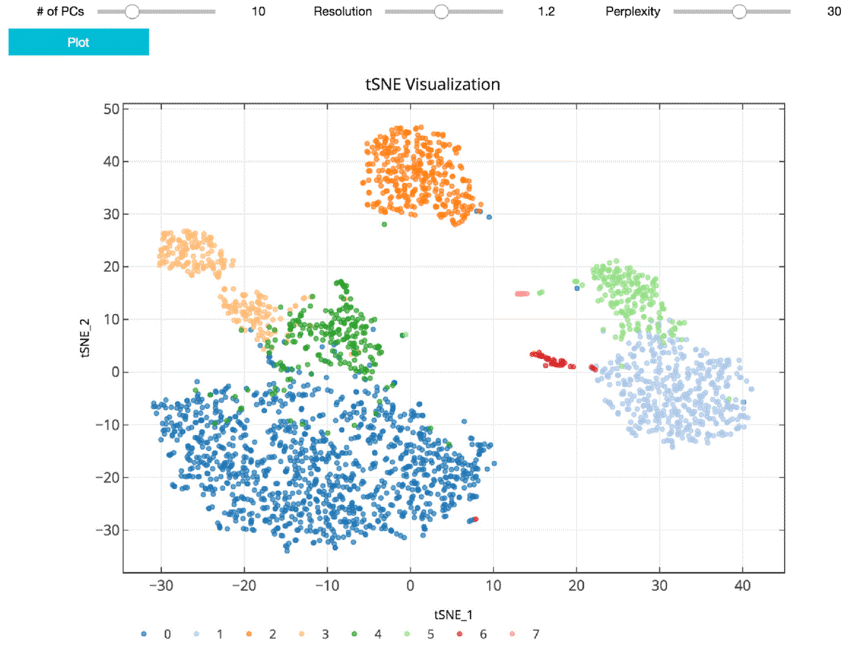 # of PCs 10 Resolution 1.2 Perplexity 30
Plot
tSNE Visualization
50
40
30
20
10
0
−10
−20
−30
tSNE_2
−30 −20 −10 0 10 20 30 40
tSNE_1
0 1 2 3 4 5 6 7